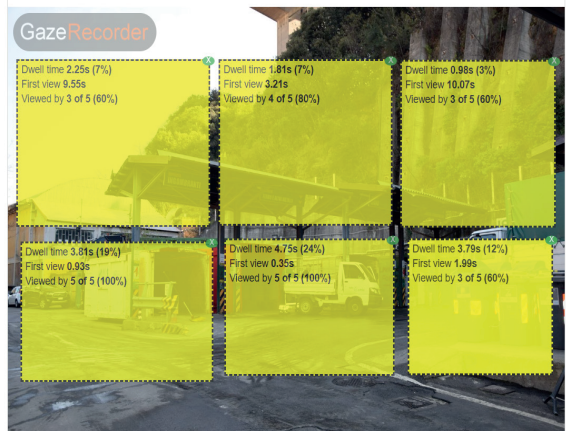 GazeRecorder
Dwell time 2.25s (7%)
First view 9.55s
Viewed by 3 of 5 (60%)
X
Dwell time 1.81s (7%)
First view 3.21s
Viewed by 4 of 5 (80%)
X
Dwell time 0.98s (3%)
First view 10.07s
Viewed by 3 of 5 (60%)
X
Dwell time 3.81s (19%)
First view 0.93s
Viewed by 5 of 5 (100%)
X
Dwell time 4.75s (24%)
First view 0.35s
Viewed by 5 of 5 (100%)
X
Dwell time 3.79s (12%)
First view 1.99s
Viewed by 3 of 5 (60%)
X